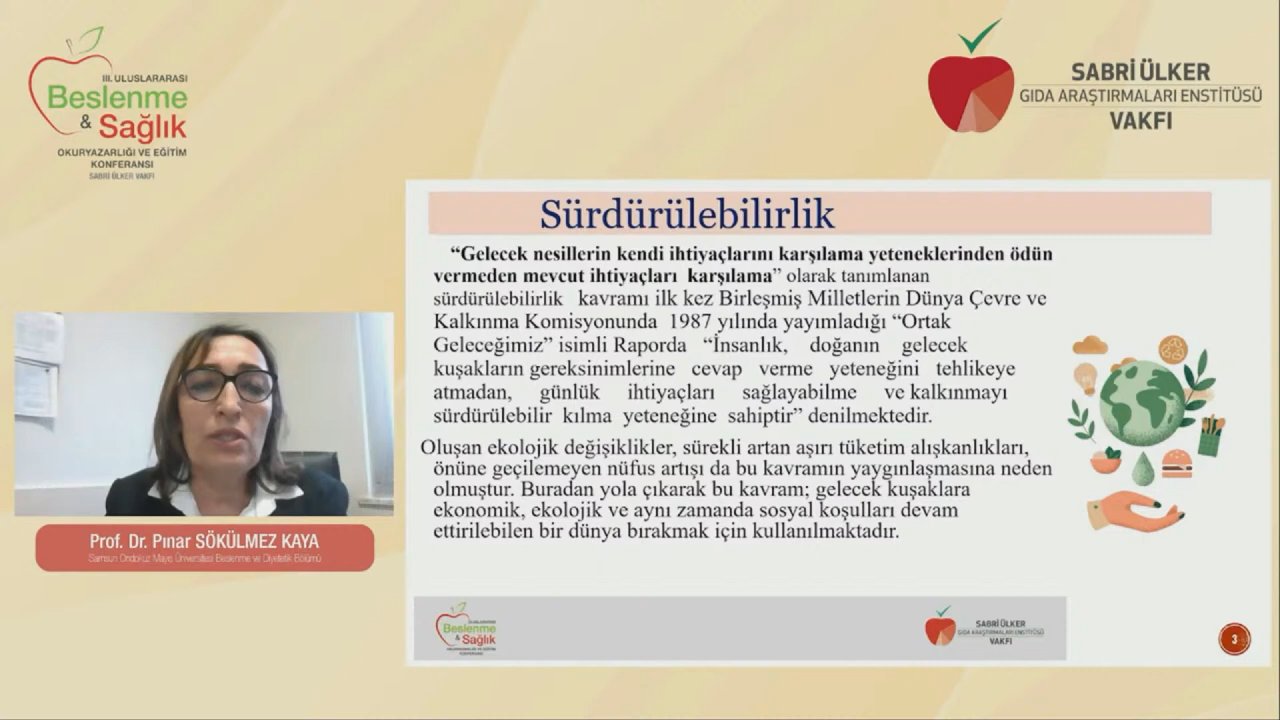 III. ULUSLARARASI
Beslenme
& Sağlık
OKURYAZARLIĞI VE EĞİTİM
KONFERANSI
SABRİ ÜLKER VAKFI
SABRİ ÜLKER
GIDA ARAŞTIRMALARI ENSTİTÜSÜ
VAKFI
Sürdürülebilirlik
“Gelecek nesillerin kendi ihtiyaçlarını karşılama yeteneklerinden ödün
vermeden mevcut ihtiyaçları karşılama” olarak tanımlanan
sürdürülebilirlik kavramı ilk kez Birleşmiş Milletlerin Dünya Çevre ve
Kalkınma Komisyonunda 1987 yılında yayımladığı “Ortak
Geleceğimiz” isimli Raporda “İnsanlık, doğanın gelecek
kuşakların gereksinimlerine cevap verme yeteneğini tehlikeye
atmadan, günlük ihtiyaçları sağlayabilme ve kalkınmayı
sürdürülebilir kılma yeteneğine sahiptir” denilmektedir.
Oluşan ekolojik değişiklikler, sürekli artan aşırı tüketim alışkanlıkları,
önüne geçilemeyen nüfus artışı da bu kavramın yaygınlaşmasına neden
olmuştur. Buradan yola çıkarak bu kavram; gelecek kuşaklara
ekonomik, ekolojik ve aynı zamanda sosyal koşulları devam
ettirilebilen bir dünya bırakmak için kullanılmaktadır.
Prof. Dr. Pınar SÖKÜLMEZ KAYA
Samsun Ondokuz Mayıs Üniversitesi Beslenme ve Diyetetik Bölümü
ULUSLARARASI
Beslenme
& Sağlık
OKURYAZARLIĞI VE EĞİTİM
KONFERANSI
SABRİ ÜLKER
GIDA ARAŞTIRMALARI ENSTİTÜSÜ
VAKFI
3